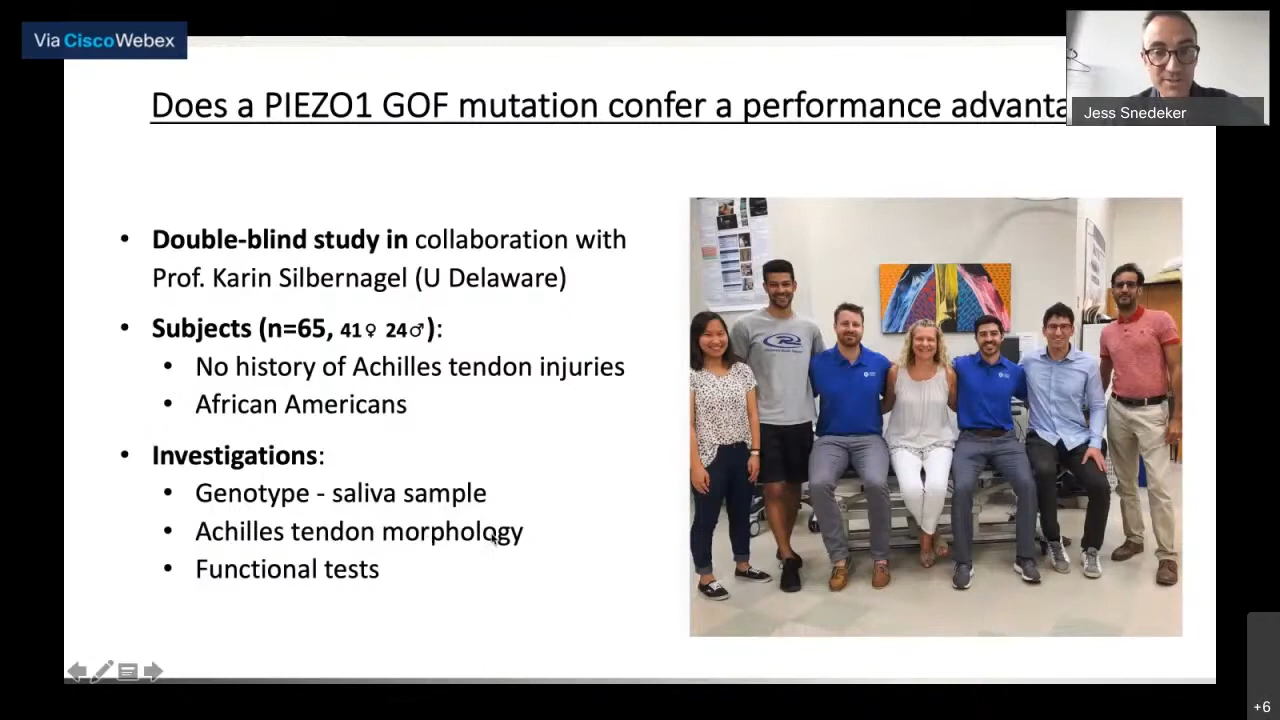 Via Cisco Webex
Does a PIEZO1 GOF mutation confer a performance advanta
Jess Snedeker
• Double-blind study in collaboration with
Prof. Karin Silbernagel (U Delaware)
• Subjects (n=65, 41♀ 24♂):
• No history of Achilles tendon injuries
• African Americans
• Investigations:
• Genotype - saliva sample
• Achilles tendon morphology
• Functional tests
+6